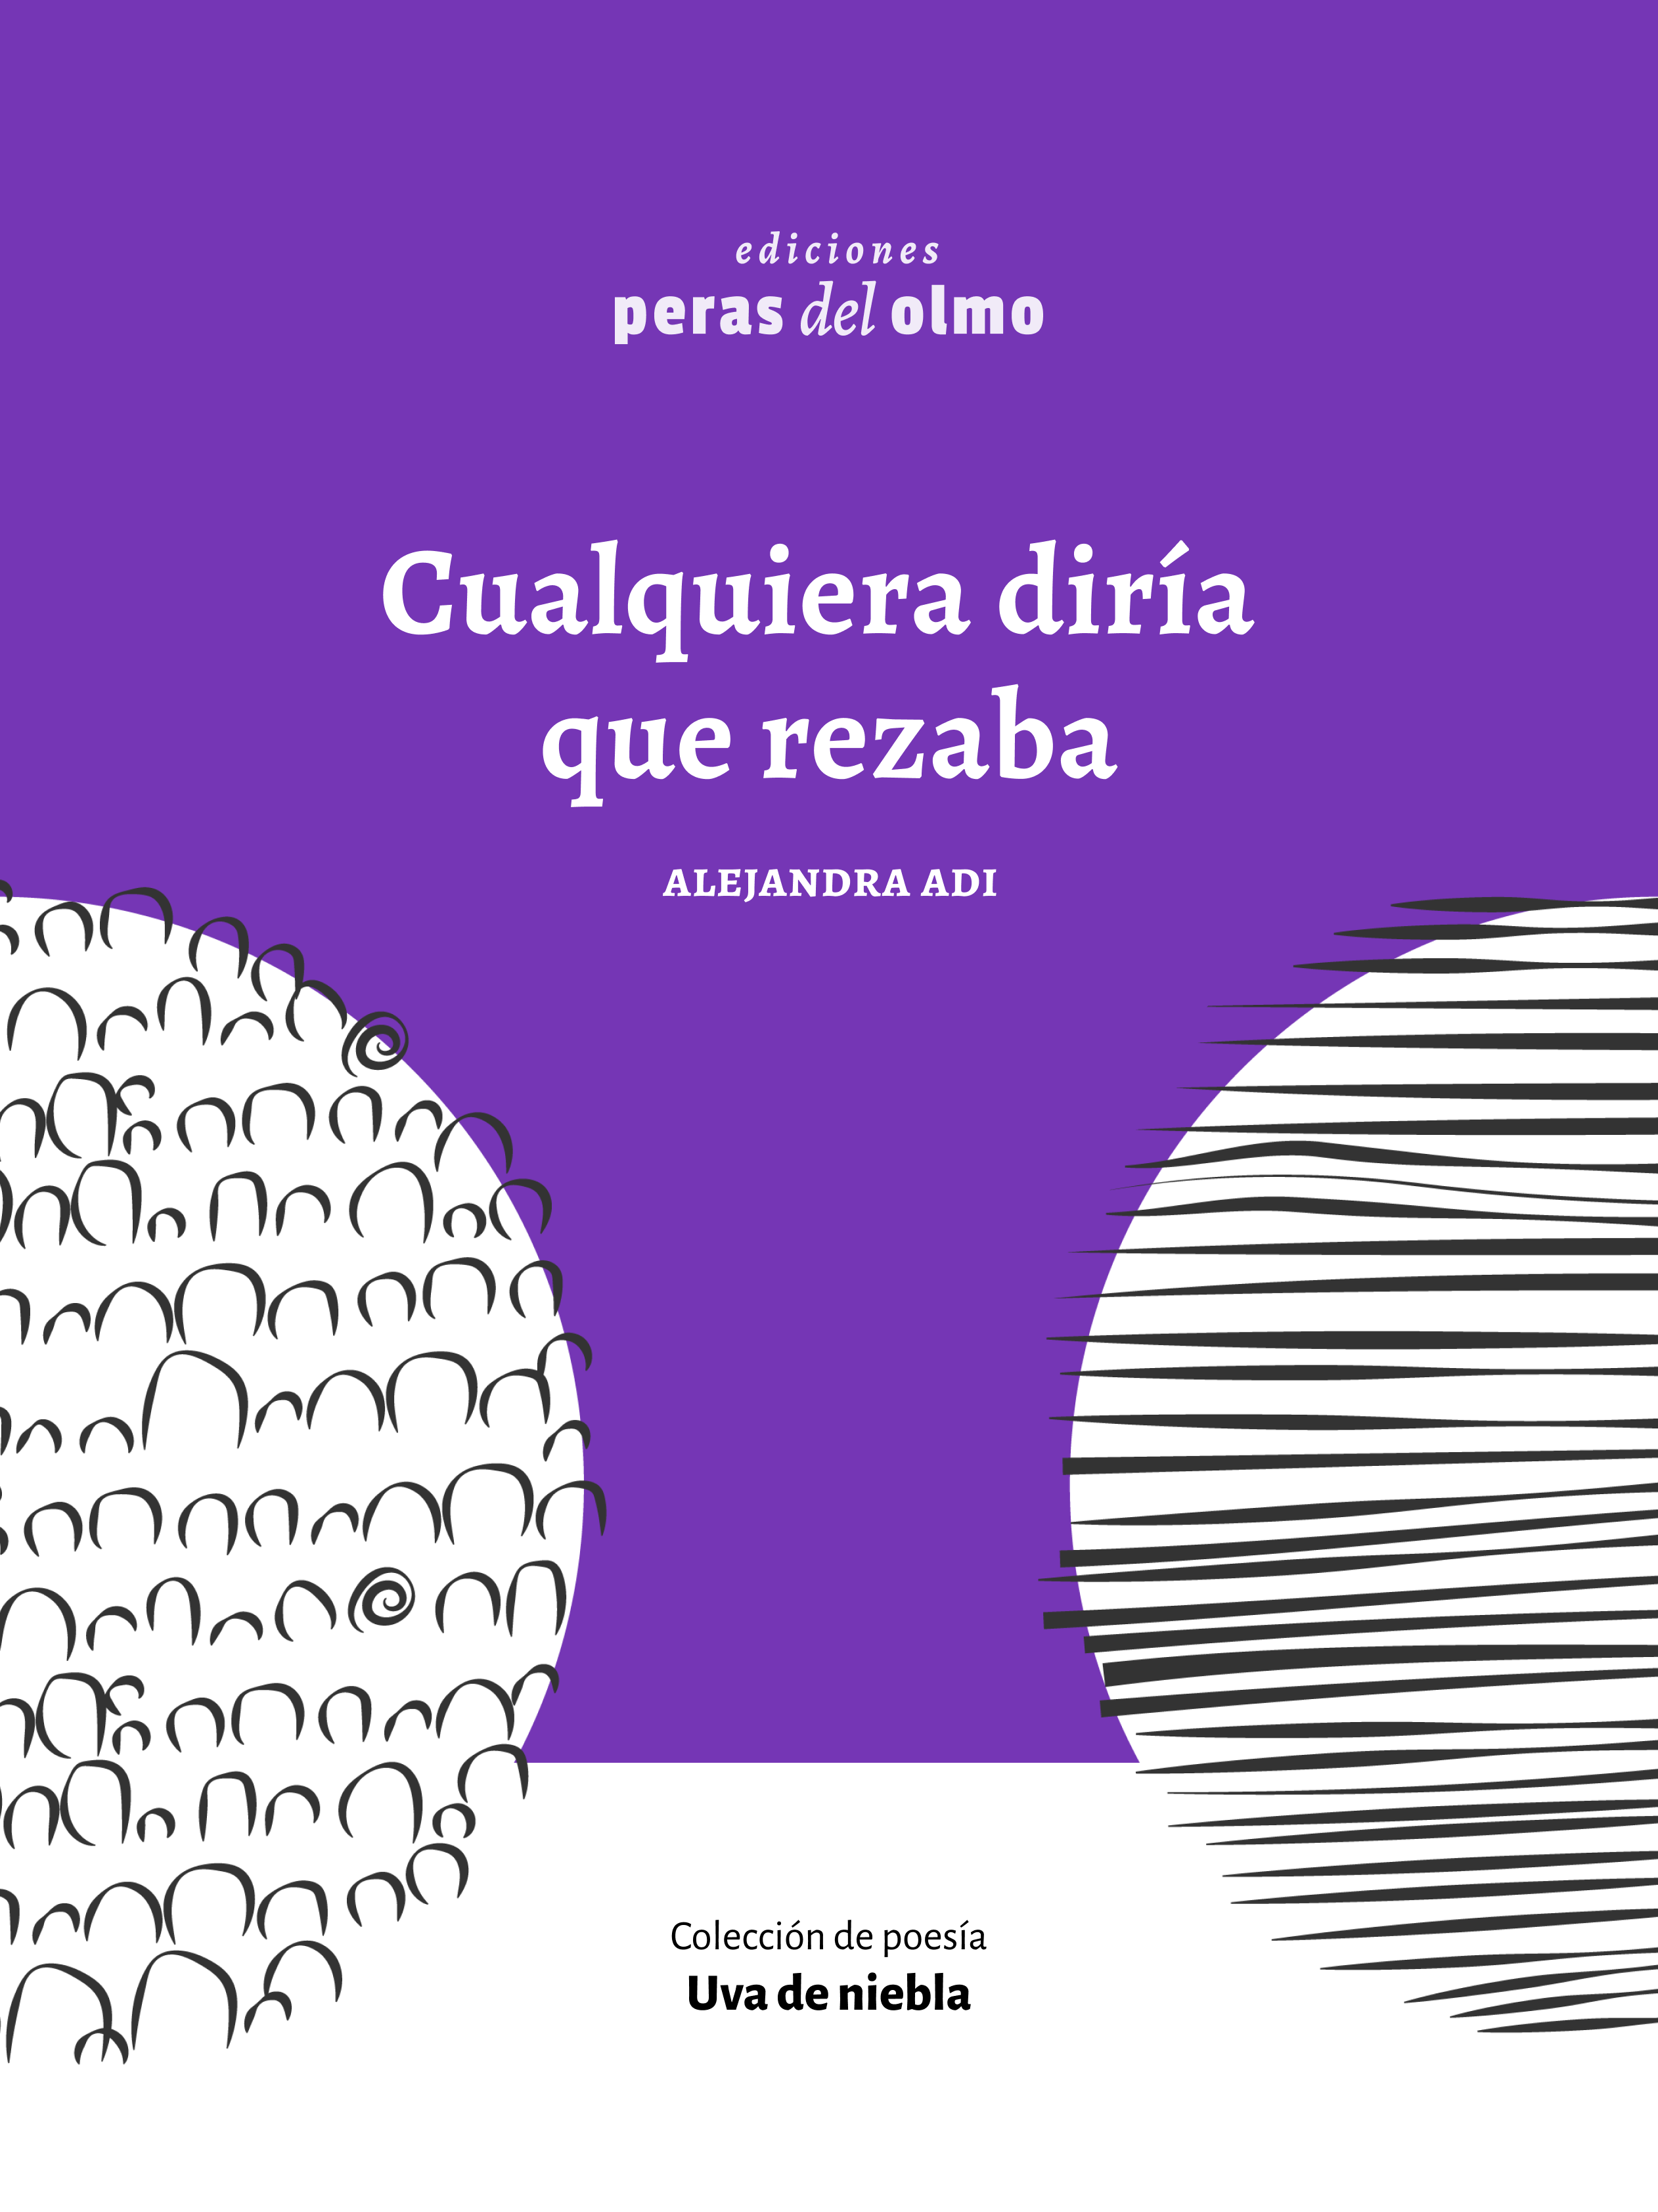 ediciones
peras del olmo
Cualquiera diría
que rezaba
ALEJANDRA ADI
Colección de poesía
Uva de niebla